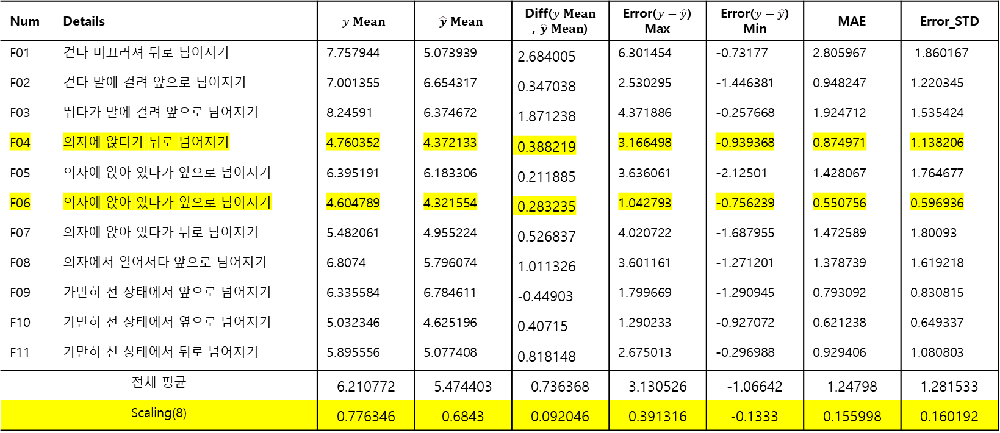 Num Details y Mean ŷ Mean Diff(y Mean , ŷ Mean) Error(y − ŷ) Max Error(y − ŷ) Min MAE Error_STD
F01 걷다 미끄러져 뒤로 넘어지기 7.757944 5.073939 2.684005 6.301454 -0.73177 2.805967 1.860167
F02 걷다 발에 걸려 앞으로 넘어지기 7.001355 6.654317 0.347038 2.530295 -1.446381 0.948247 1.220345
F03 뛰다가 발에 걸려 앞으로 넘어지기 8.24591 6.374672 1.871238 4.371886 -0.257668 1.924712 1.535424
F04 의자에 앉다가 뒤로 넘어지기 4.760352 4.372133 0.388219 3.166498 -0.939368 0.874971 1.138206
F05 의자에 앉아 있다가 앞으로 넘어지기 6.395191 6.183306 0.211885 3.636061 -2.12501 1.428067 1.764677
F06 의자에 앉아 있다가 옆으로 넘어지기 4.604789 4.321554 0.283235 1.042793 -0.756239 0.550756 0.596936
F07 의자에 앉아 있다가 뒤로 넘어지기 5.482061 4.955224 0.526837 4.020722 -1.687955 1.472589 1.80093
F08 의자에서 일어서다 앞으로 넘어지기 6.8074 5.796074 1.011326 3.601161 -1.271201 1.378739 1.619218
F09 가만히 선 상태에서 앞으로 넘어지기 6.335584 6.784611 -0.44903 1.799669 -1.290945 0.793092 0.830815
F10 가만히 선 상태에서 옆으로 넘어지기 5.032346 4.625196 0.40715 1.290233 -0.927072 0.621238 0.649337
F11 가만히 선 상태에서 뒤로 넘어지기 5.895556 5.077408 0.818148 2.675013 -0.296988 0.929406 1.080803
전체 평균 6.210772 5.474403 0.736368 3.130526 -1.06642 1.24798 1.281533
Scaling(8) 0.776346 0.6843 0.092046 0.391316 -0.1333 0.155998 0.160192